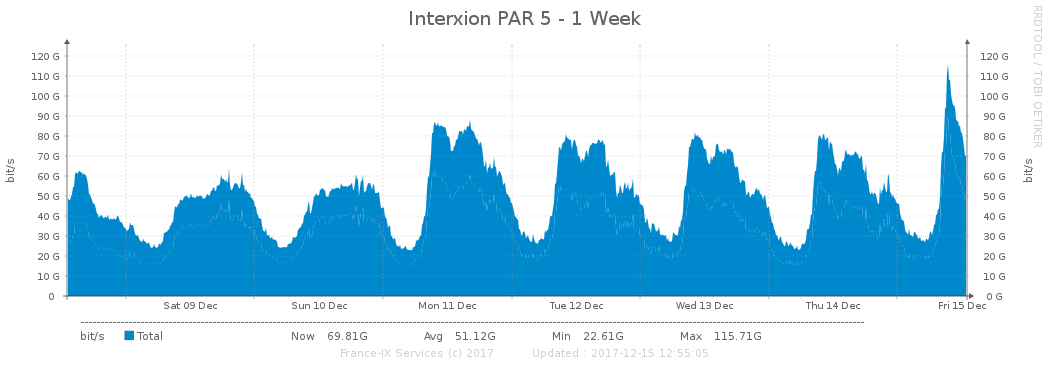 Interxion PAR 5 - 1 Week
RRDTOOL / TOBI OETIKER
bit/s
120 G 120 G
110 G 110 G
100 G 100 G
90 G 90 G
80 G 80 G
70 G 70 G
60 G 60 G
50 G 50 G
40 G 40 G
30 G 30 G
20 G 20 G
10 G 10 G
0 0 G
bit/s
Sat 09 Dec Sun 10 Dec Mon 11 Dec Tue 12 Dec Wed 13 Dec Thu 14 Dec Fri 15 Dec
bit/s Total Now 69.81G Avg 51.12G Min 22.61G Max 115.71G
France-IX Services (c) 2017 Updated : 2017-12-15 12:55:05